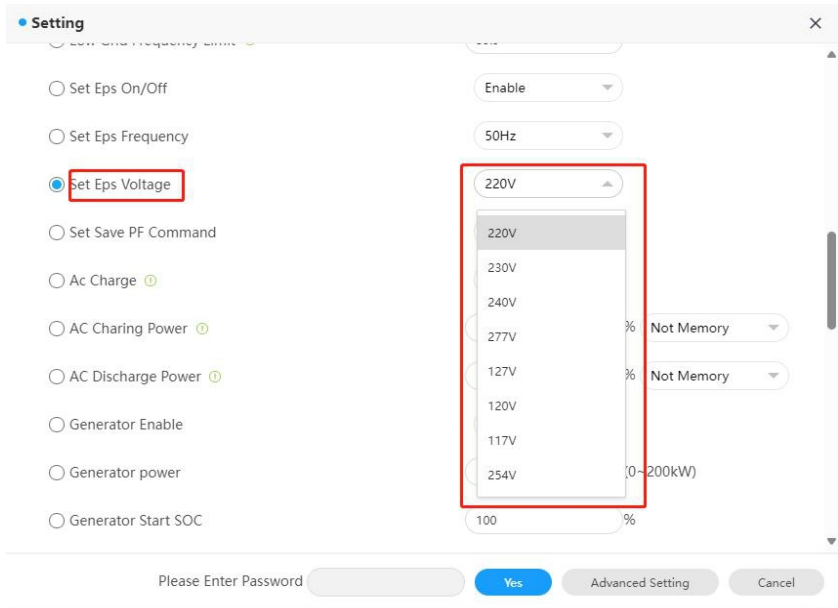 Setting
Set Eps On/Off Enable
Set Eps Frequency 50Hz
Set Eps Voltage 220V
220V
Set Save PF Command
230V
Ac Charge
240V
AC Charing Power % Not Memory
277V
AC Discharge Power % Not Memory
127V
120V
Generator Enable
117V
Generator power (0~200kW)
254V
Generator Start SOC 100 %
Please Enter Password Yes Advanced Setting Cancel